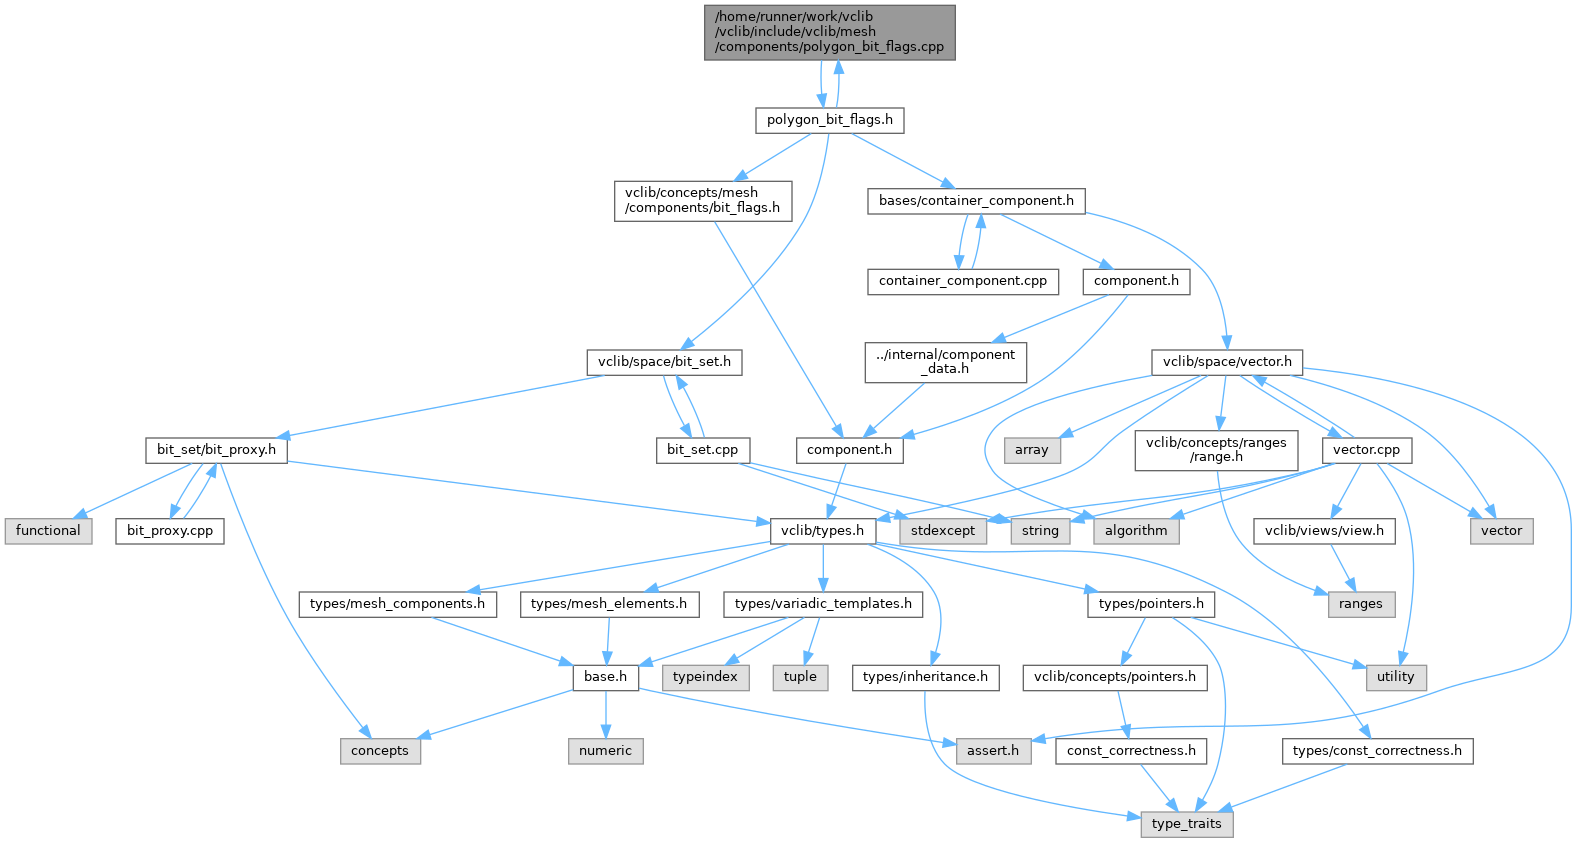 /home/runner/work/vclib
/vclib/include/vclib/mesh
/components/polygon_bit_flags.cpp
polygon_bit_flags.h
vclib/concepts/mesh
/components/bit_flags.h
bases/container_component.h
container_component.cpp
component.h
../internal/component
_data.h
vclib/space/bit_set.h
vclib/space/vector.h
bit_set/bit_proxy.h
bit_set.cpp
component.h
array
vclib/concepts/ranges
/range.h
vector.cpp
functional
bit_proxy.cpp
vclib/types.h
stdexcept
string
algorithm
vclib/views/view.h
vector
types/mesh_components.h
types/mesh_elements.h
types/variadic_templates.h
types/pointers.h
ranges
base.h
typeindex
tuple
types/inheritance.h
vclib/concepts/pointers.h
utility
concepts
numeric
assert.h
const_correctness.h
types/const_correctness.h
type_traits